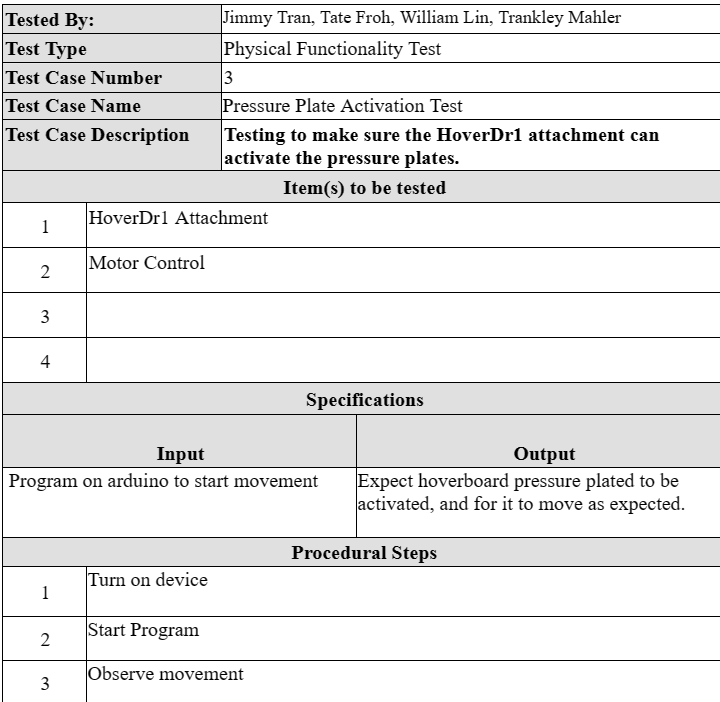 Tested By: Jimmy Tran, Tate Froh, William Lin, Trankley Mahler
Test Type Physical Functionality Test
Test Case Number 3
Test Case Name Pressure Plate Activation Test
Test Case Description Testing to make sure the HoverDr1 attachment can
activate the pressure plates.
Item(s) to be tested
1 HoverDr1 Attachment
2 Motor Control
3
4
Specifications
Input Output
Program on arduino to start movement Expect hoverboard pressure plated to be
activated, and for it to move as expected.
Procedural Steps
1 Turn on device
2 Start Program
3 Observe movement